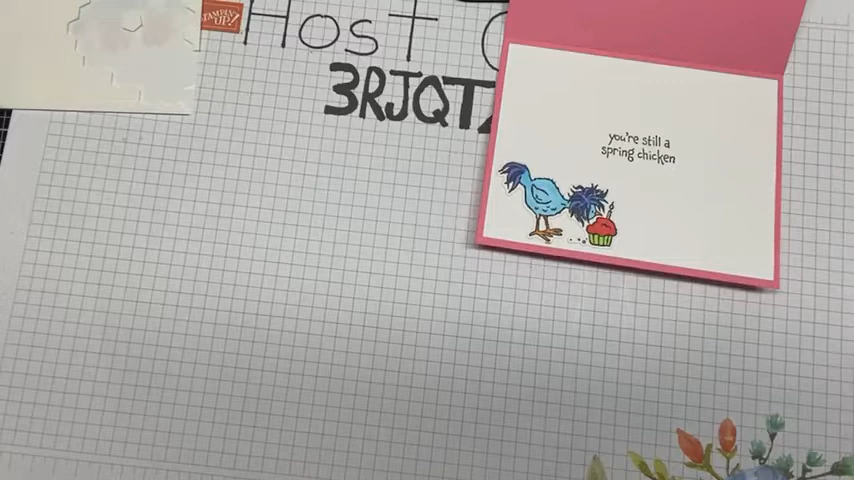 STAMPIN' UP!
HOST
3RJQT
you're still a
spring chicken